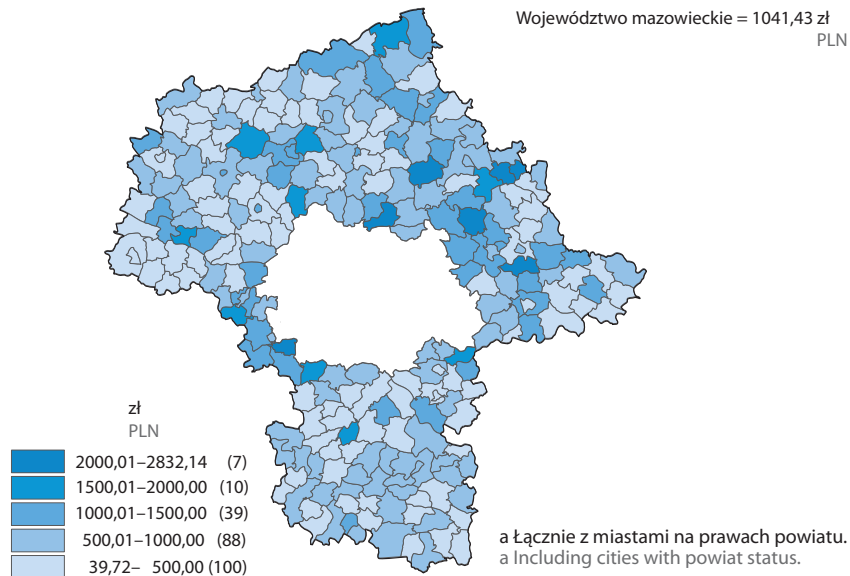 Województwo mazowieckie = 1041,43 zł
PLN
zł
PLN
2000,01–2832,14 (7)
1500,01–2000,00 (10)
1000,01–1500,00 (39)
500,01–1000,00 (88)
39,72– 500,00 (100)
a Łącznie z miastami na prawach powiatu.
a Including cities with powiat status.